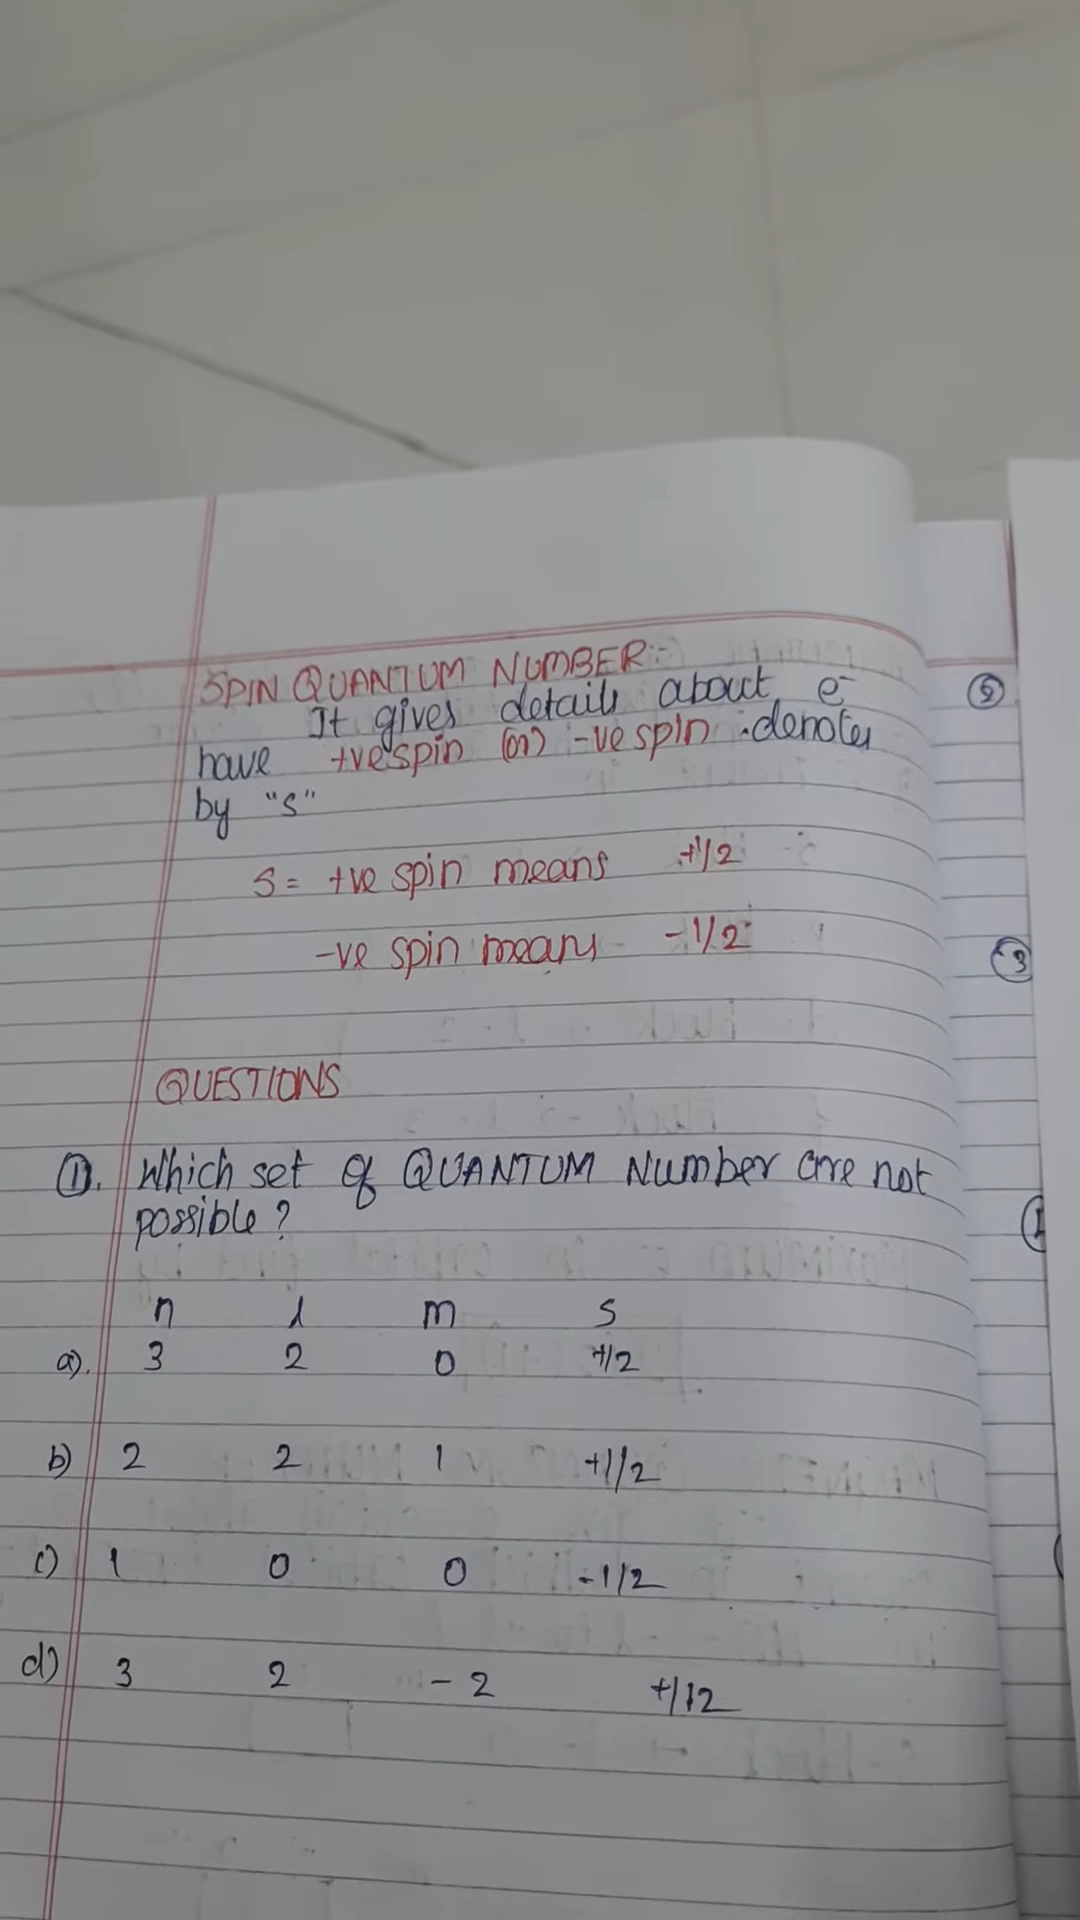 SPIN QUANTUM NUMBER:-
It gives details about e-
have +ve spin (or) -ve spin .denotes
by "s"
s = +ve spin means +1/2
-ve spin means -1/2
QUESTIONS
①. Which set of QUANTUM Number are not
possible?
n l m s
a). 3 2 0 +1/2
b) 2 2 1 +1/2
c) 1 0 0 -1/2
d) 3 2 -2 +1/2
⑤
③